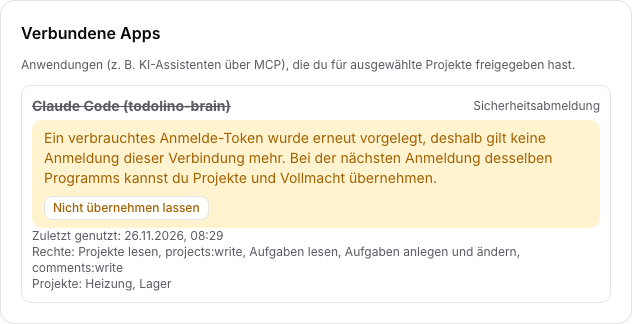 Verbundene Apps
Anwendungen (z. B. KI-Assistenten über MCP), die du für ausgewählte Projekte freigegeben hast.
Claude Code (todolino-brain)
Sicherheitsabmeldung
Ein verbrauchtes Anmelde-Token wurde erneut vorgelegt, deshalb gilt keine
Anmeldung dieser Verbindung mehr. Bei der nächsten Anmeldung desselben
Programms kannst du Projekte und Vollmacht übernehmen.
Nicht übernehmen lassen
Zuletzt genutzt: 26.11.2026, 08:29
Rechte: Projekte lesen, projects:write, Aufgaben lesen, Aufgaben anlegen und ändern,
comments:write
Projekte: Heizung, Lager